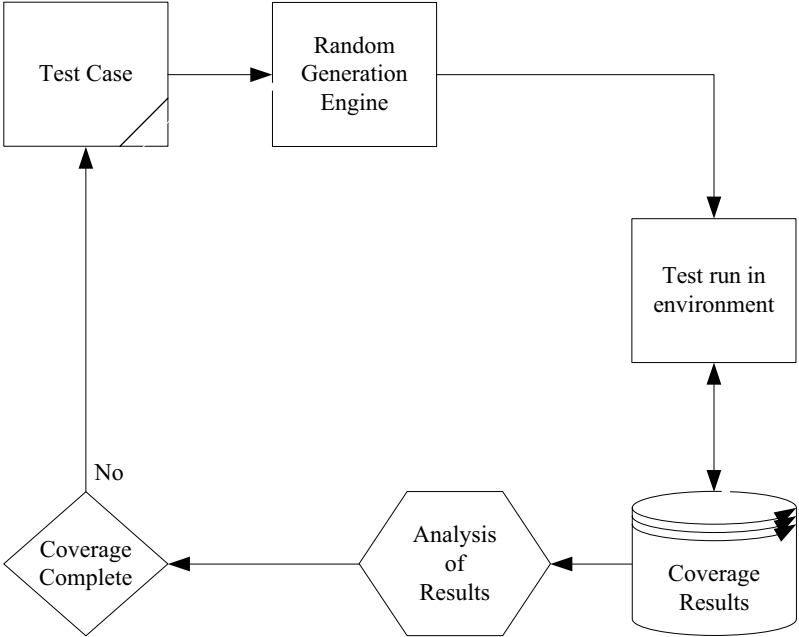 Test Case
Random
Generation
Engine
Test run in
environment
No
Coverage
Complete
Analysis
of
Results
Coverage
Results